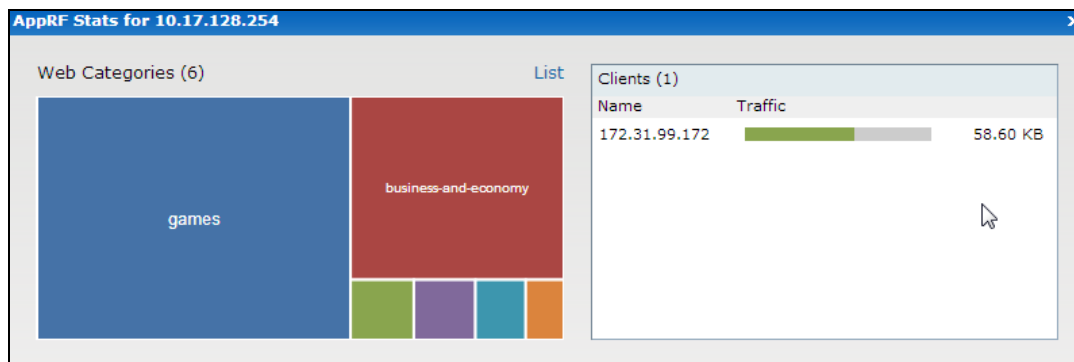 AppRF Stats for 10.17.128.254
Web Categories (6) List
games
business-and-economy
Clients (1)
Name Traffic
172.31.99.172 58.60 KB